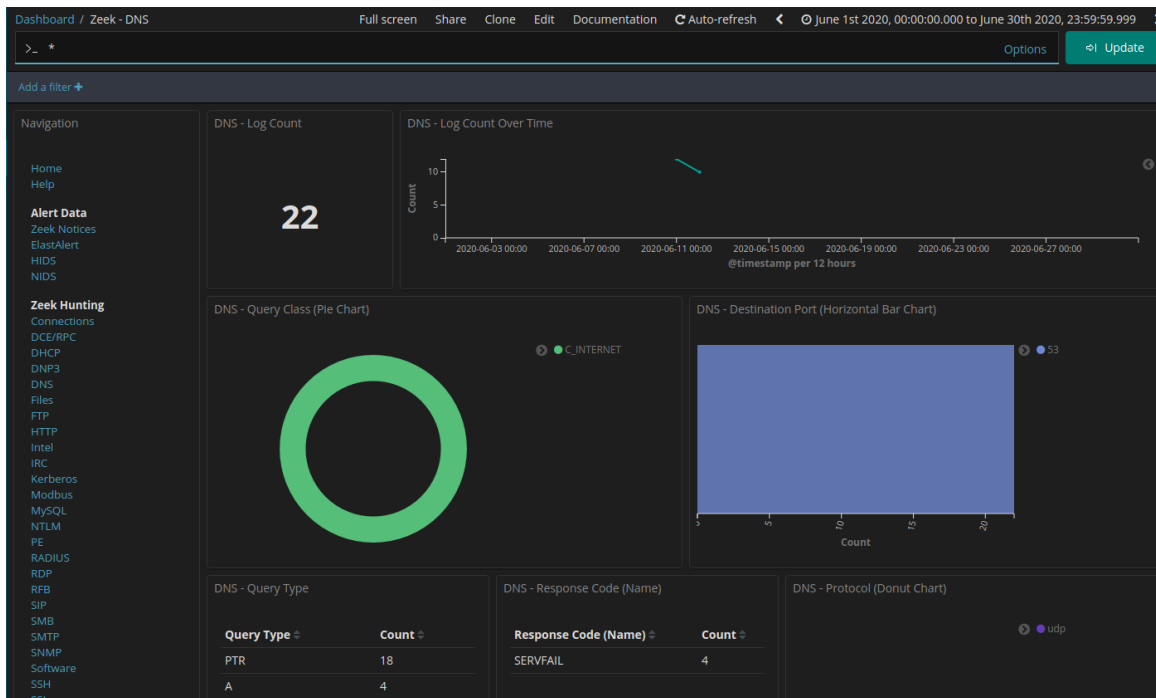 Dashboard / Zeek - DNS
Full screen Share Clone Edit Documentation Auto-refresh June 1st 2020, 00:00:00.000 to June 30th 2020, 23:59:59.999
>_ *
Options
Update
Add a filter +
Navigation
Home
Help
Alert Data
Zeek Notices
ElastAlert
HIDS
NIDS
Zeek Hunting
Connections
DCE/RPC
DHCP
DNP3
DNS
Files
FTP
HTTP
Intel
IRC
Kerberos
Modbus
MySQL
NTLM
PE
RADIUS
RDP
RFB
SIP
SMB
SMTP
SNMP
Software
SSH
DNS - Log Count
22
DNS - Log Count Over Time
Count
10
5
0
2020-06-03 00:00 2020-06-07 00:00 2020-06-11 00:00 2020-06-15 00:00 2020-06-19 00:00 2020-06-23 00:00 2020-06-27 00:00
@timestamp per 12 hours
DNS - Query Class (Pie Chart)
C_INTERNET
DNS - Destination Port (Horizontal Bar Chart)
53
5 10 15 20
Count
DNS - Query Type
Query Type Count
PTR 18
A 4
DNS - Response Code (Name)
Response Code (Name) Count
SERVFAIL 4
DNS - Protocol (Donut Chart)
udp